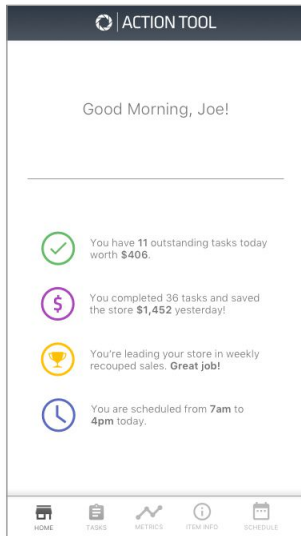 ACTION TOOL
Good Morning, Joe!
You have 11 outstanding tasks today
worth $406.
$
You completed 36 tasks and saved
the store $1,452 yesterday!
You're leading your store in weekly
recouped sales. Great job!
You are scheduled from 7am to
4pm today.
HOME TASKS METRICS ITEM INFO SCHEDULE